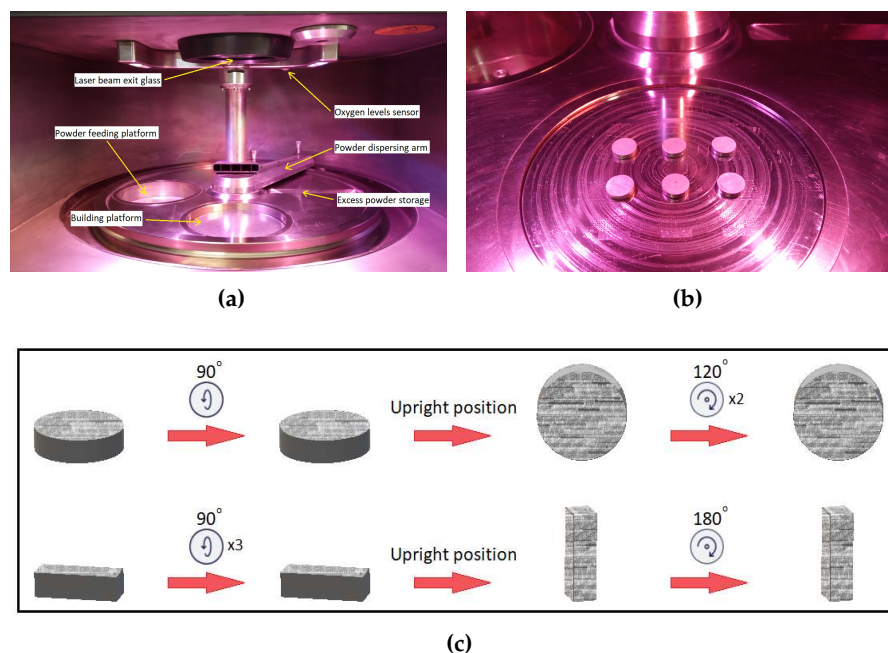 Laser beam exit glass
Oxygen levels sensor
Powder feeding platform
Powder dispersing arm
Excess powder storage
Building platform
(a)
(b)
90°
Upright position
120°
x2
90°
x3
Upright position
180°
(c)